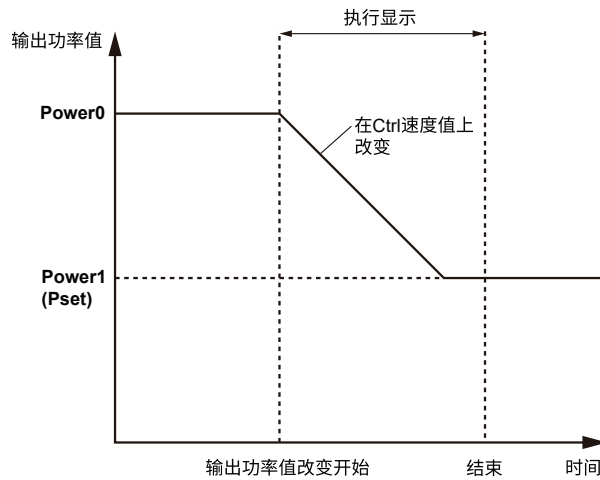 执行显示
输出功率值
Power0
在Ctrl速度值上
改变
Power1
(Pset)
输出功率值改变开始
结束
时间